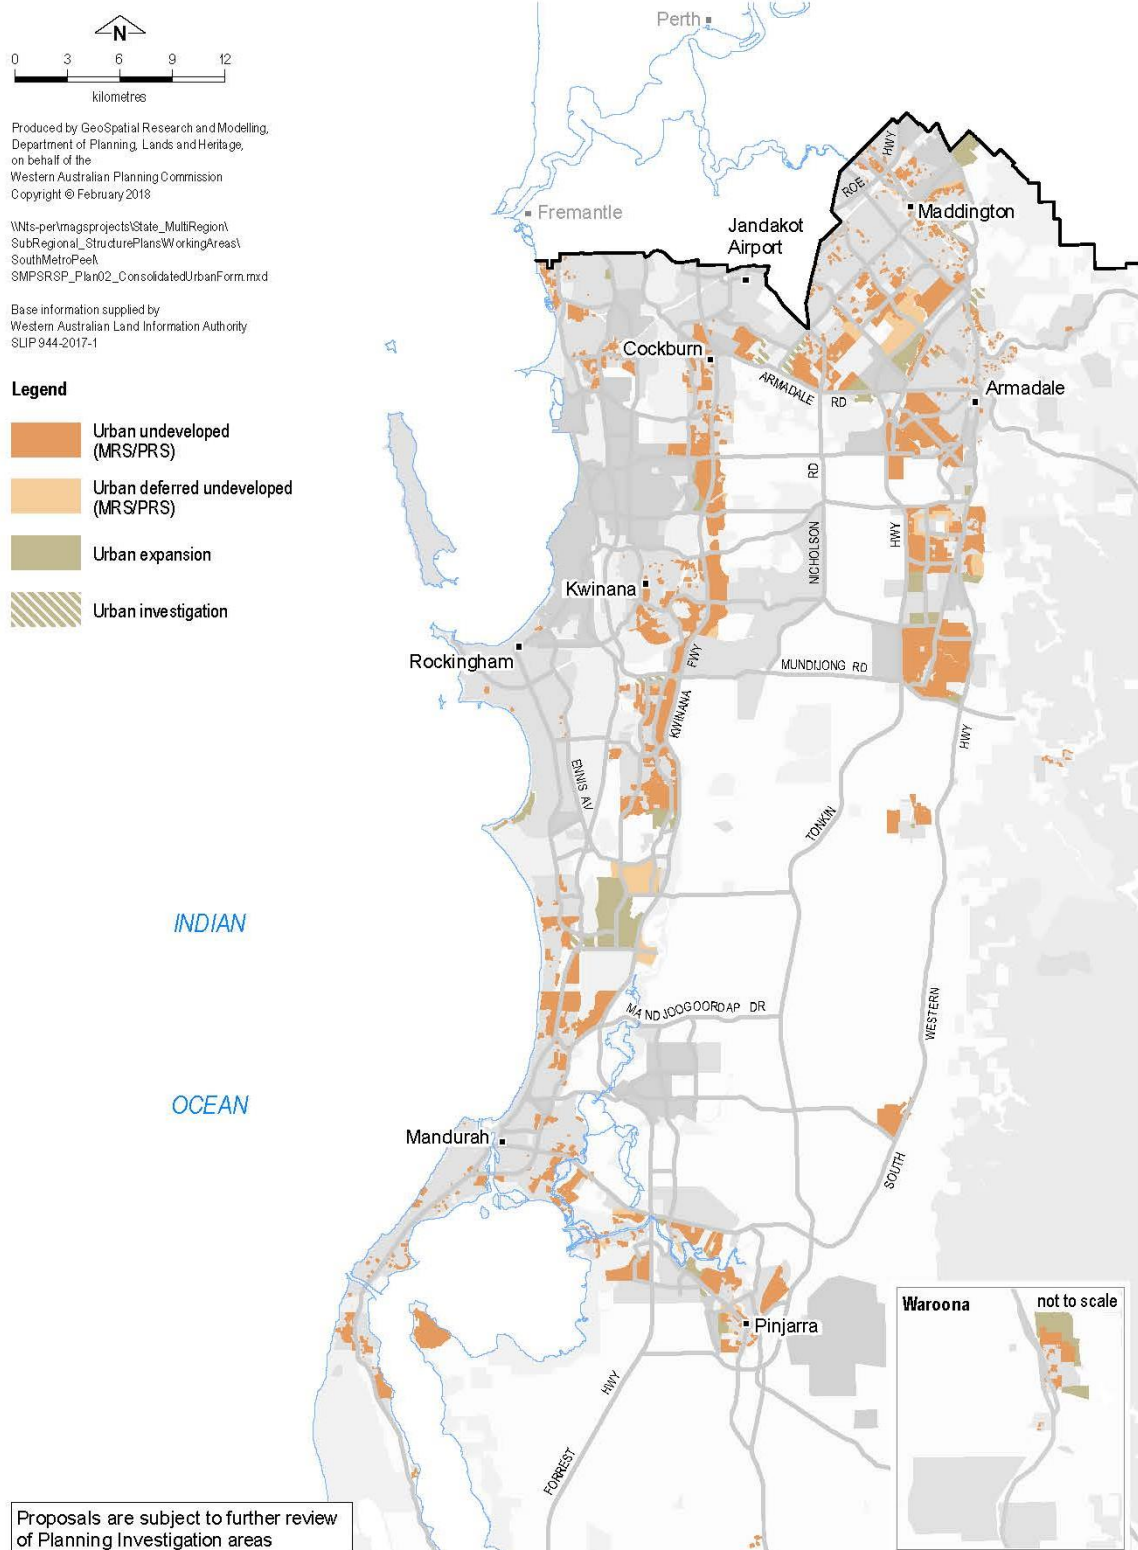 Perth
N
0 3 6 9 12
kilometres
Produced by GeoSpatial Research and Modelling,
Department of Planning, Lands and Heritage,
on behalf of the
Western Australian Planning Commission
Copyright © February 2018
\\Nts-per\magsprojects\State_MultiRegion\
SubRegional_StructurePlans\WorkingAreas\
SouthMetroPeel\
SMPSRSP_Plan02_ConsolidatedUrbanForm.mxd
Base information supplied by
Western Australian Land Information Authority
SLIP 944-2017-1
Legend
Urban undeveloped
(MRS/PRS)
Urban deferred undeveloped
(MRS/PRS)
Urban expansion
Urban investigation
Fremantle
ROE HWY
Maddington
Jandakot
Airport
Cockburn
ARMADALE RD
Armadale
NICHOLSON RD
HWY
Kwinana
Rockingham
MUNDIJONG RD
KWINANA FWY
HWY
ENNIS AV
TONKIN
INDIAN
MANDJOOGOORDAP DR
WESTERN
OCEAN
Mandurah
SOUTH
Pinjarra
FORREST HWY
Waroona
not to scale
Proposals are subject to further review
of Planning Investigation areas